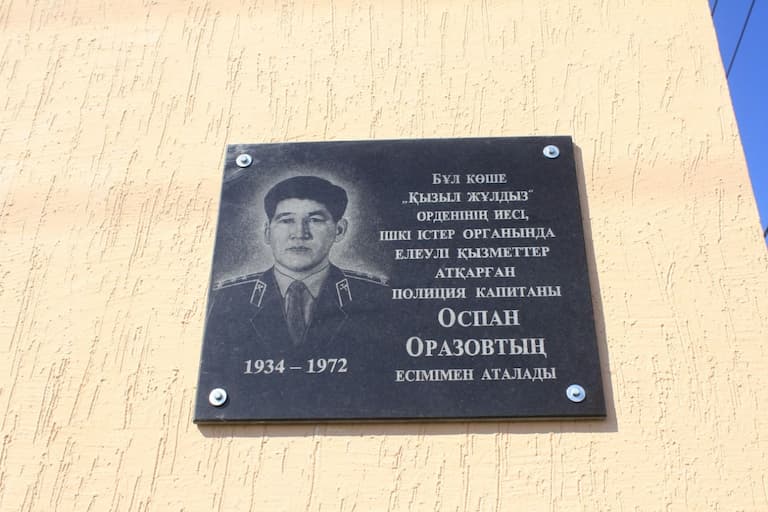 Бұл көше
„Қызыл жұлдыз"
орденінің иесі,
ішкі істер органында
елеулі қызметтер
атқарған
полиция капитаны
Оспан
Оразовтың
есімімен аталады
1934 – 1972